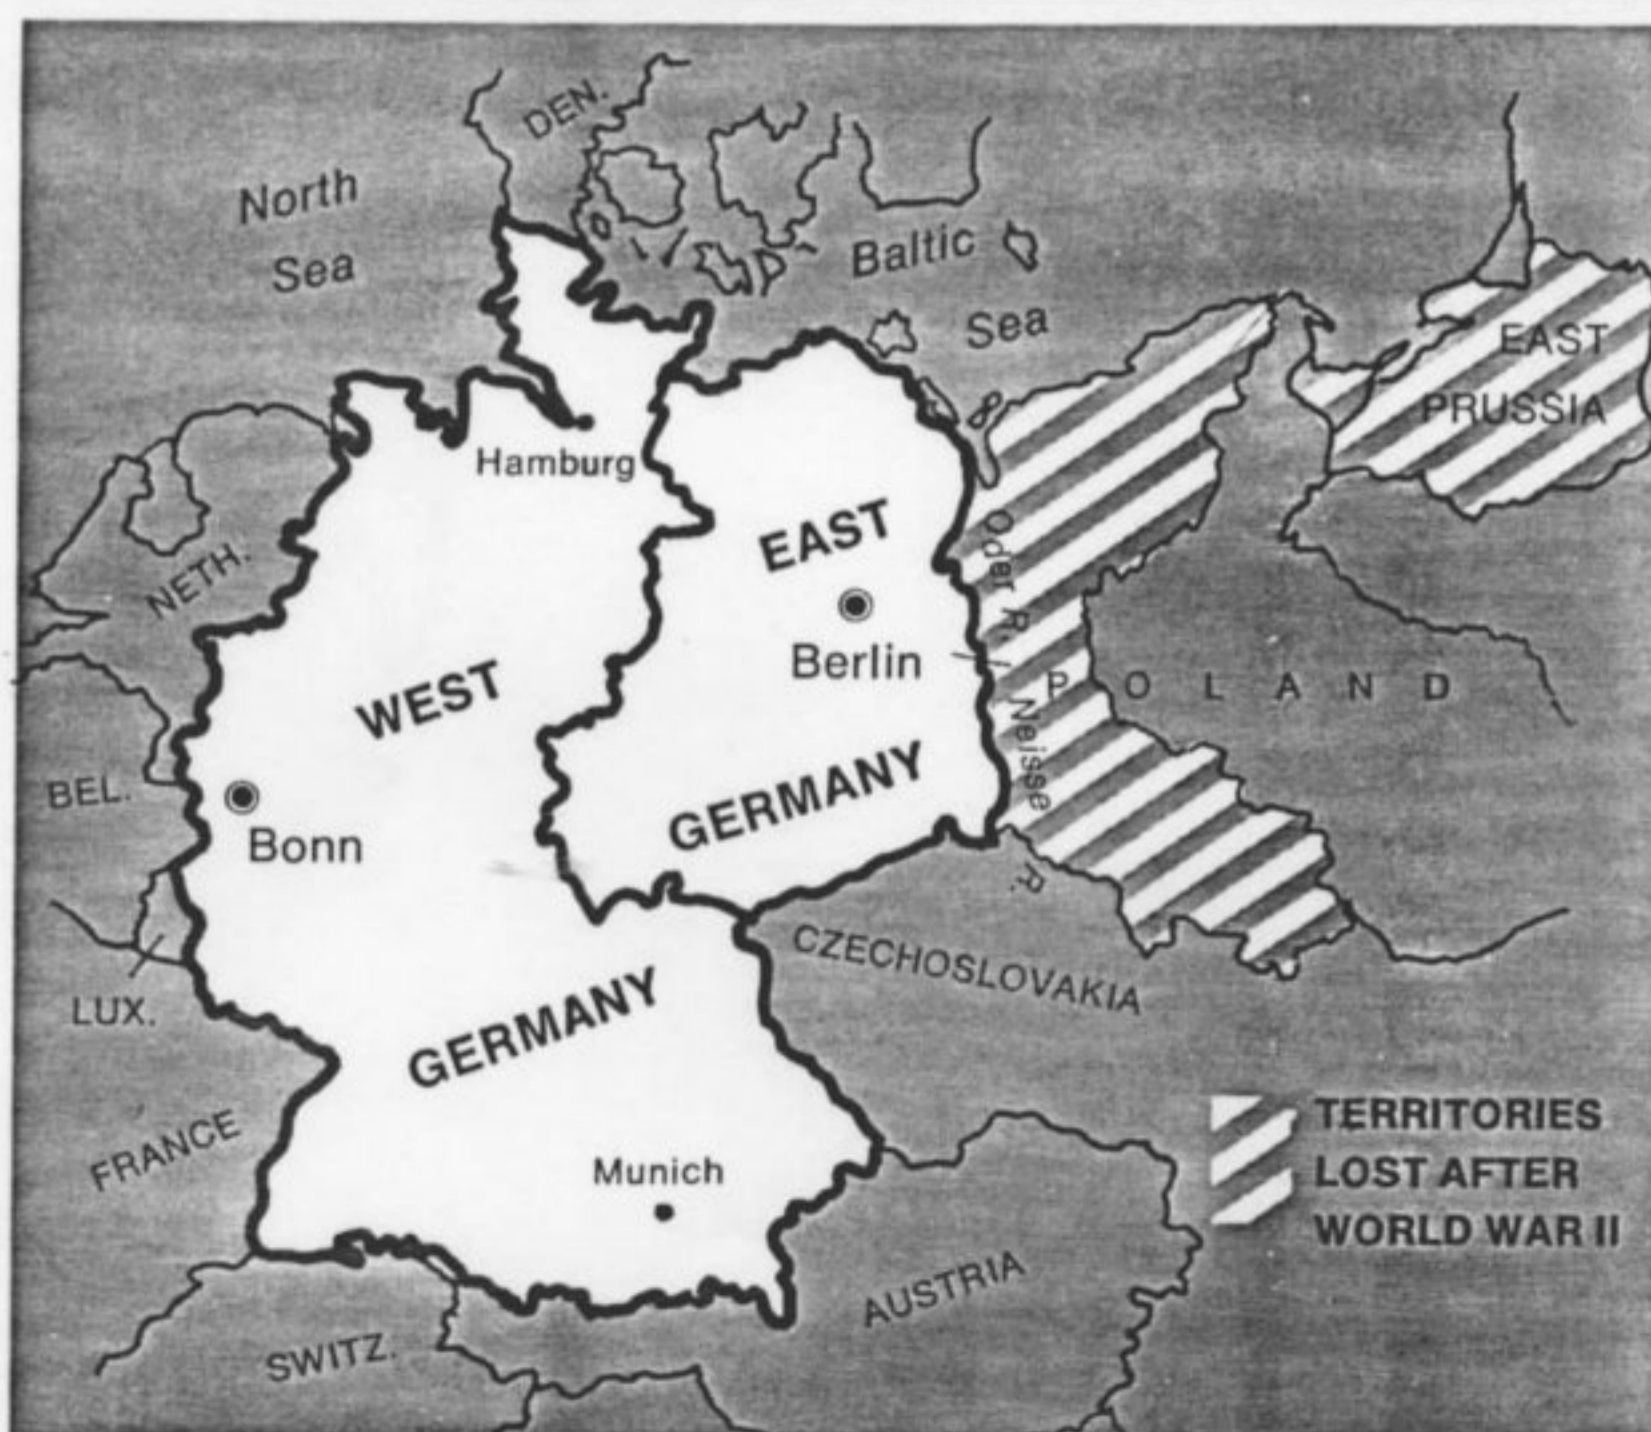 DEN.
North
Sea
Baltic
Sea
EAST
PRUSSIA
Hamburg
NETH.
EAST
Oder R.
Berlin
WEST
POLAND
Neisse R.
BEL.
GERMANY
Bonn
CZECHOSLOVAKIA
LUX.
GERMANY
FRANCE
Munich
TERRITORIES
LOST AFTER
WORLD WAR II
AUSTRIA
SWITZ.